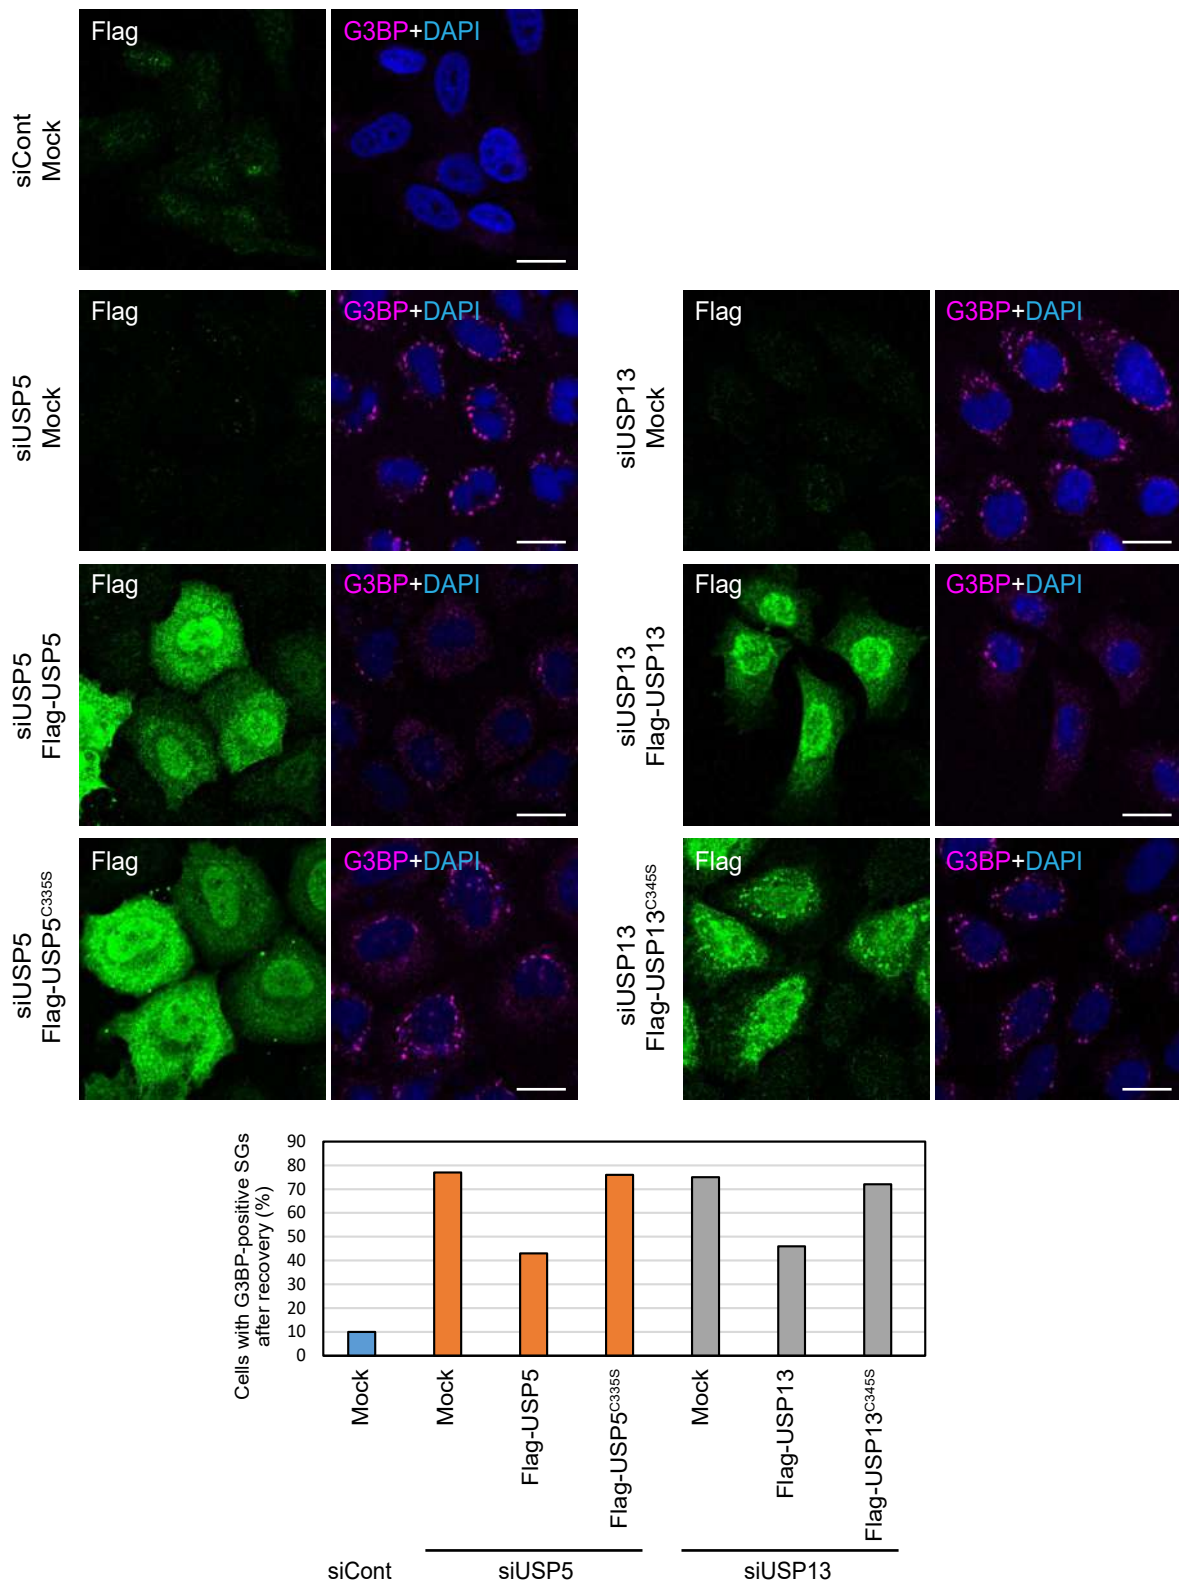 siCont
Mock
Flag
G3BP+DAPI
siUSP5
Mock
Flag
G3BP+DAPI
siUSP13
Mock
Flag
G3BP+DAPI
siUSP5
Flag-USP5
Flag
G3BP+DAPI
siUSP13
Flag-USP13
Flag
G3BP+DAPI
siUSP5
Flag-USP5C335S
Flag
G3BP+DAPI
siUSP13
Flag-USP13C345S
Flag
G3BP+DAPI
Cells with G3BP-positive SGs
after recovery (%)
90
80
70
60
50
40
30
20
10
0
Mock
Mock
Flag-USP5
Flag-USP5C335S
Mock
Flag-USP13
Flag-USP13C345S
siCont
siUSP5
siUSP13